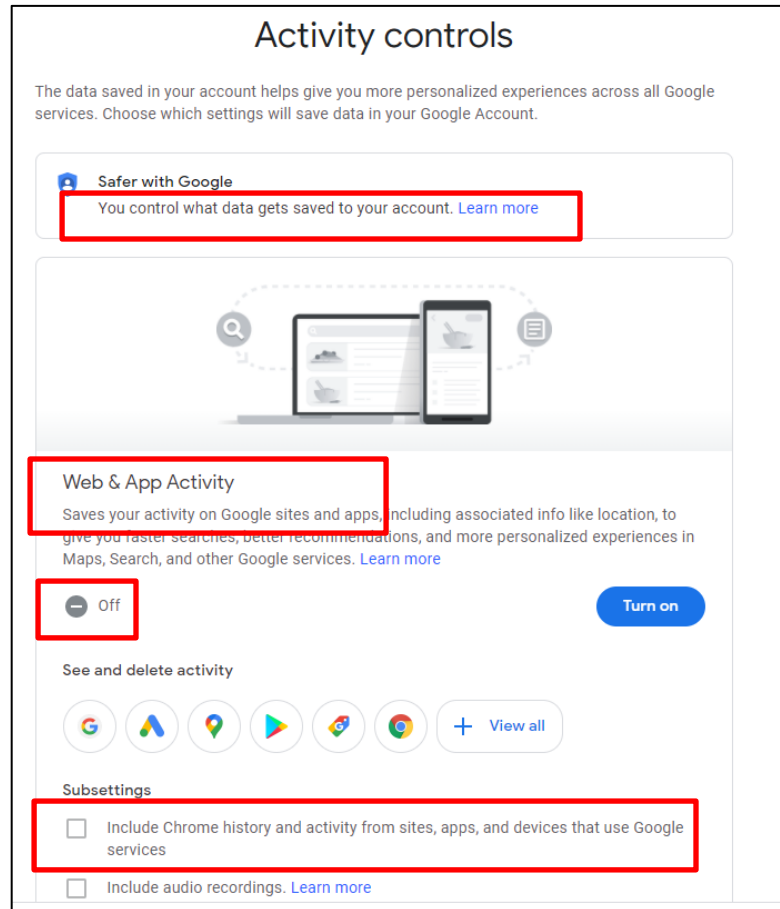 Activity controls
The data saved in your account helps give you more personalized experiences across all Google
services. Choose which settings will save data in your Google Account.
Safer with Google
You control what data gets saved to your account. Learn more
Web & App Activity
Saves your activity on Google sites and apps, including associated info like location, to
give you faster searches, better recommendations, and more personalized experiences in
Maps, Search, and other Google services. Learn more
Off
Turn on
See and delete activity
View all
Subsettings
Include Chrome history and activity from sites, apps, and devices that use Google
services
Include audio recordings. Learn more